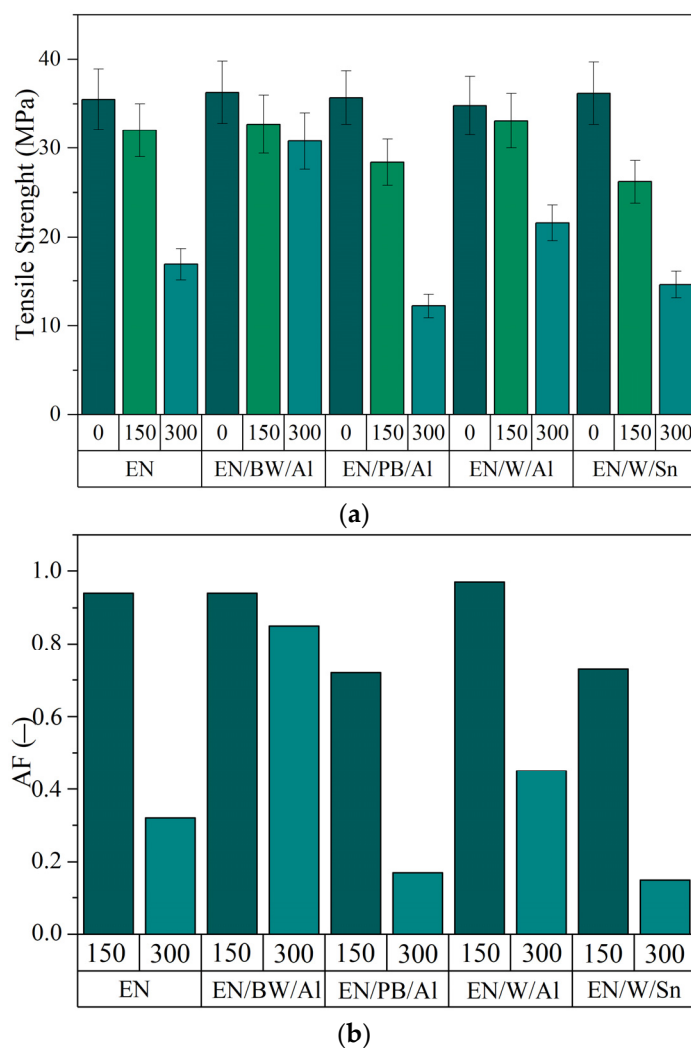 40
30
20
10
0
Tensile Strenght (MPa)
0 150 300 0 150 300 0 150 300 0 150 300 0 150 300
EN EN/BW/Al EN/PB/Al EN/W/Al EN/W/Sn
(a)
1.0
0.8
0.6
0.4
0.2
0.0
AF (–)
150 300 150 300 150 300 150 300 150 300
EN EN/BW/Al EN/PB/Al EN/W/Al EN/W/Sn
(b)